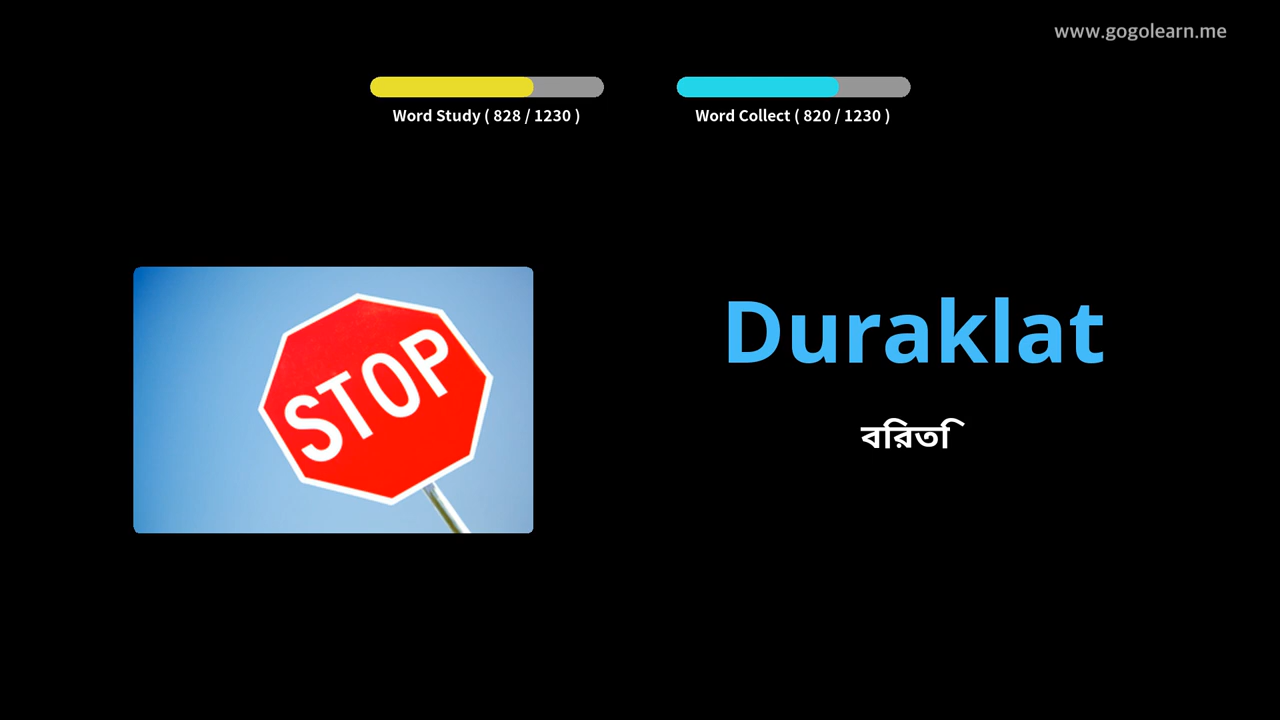 www.gogolearn.me
Word Study ( 828 / 1230 )
Word Collect ( 820 / 1230 )
STOP
Duraklat
বিরতি